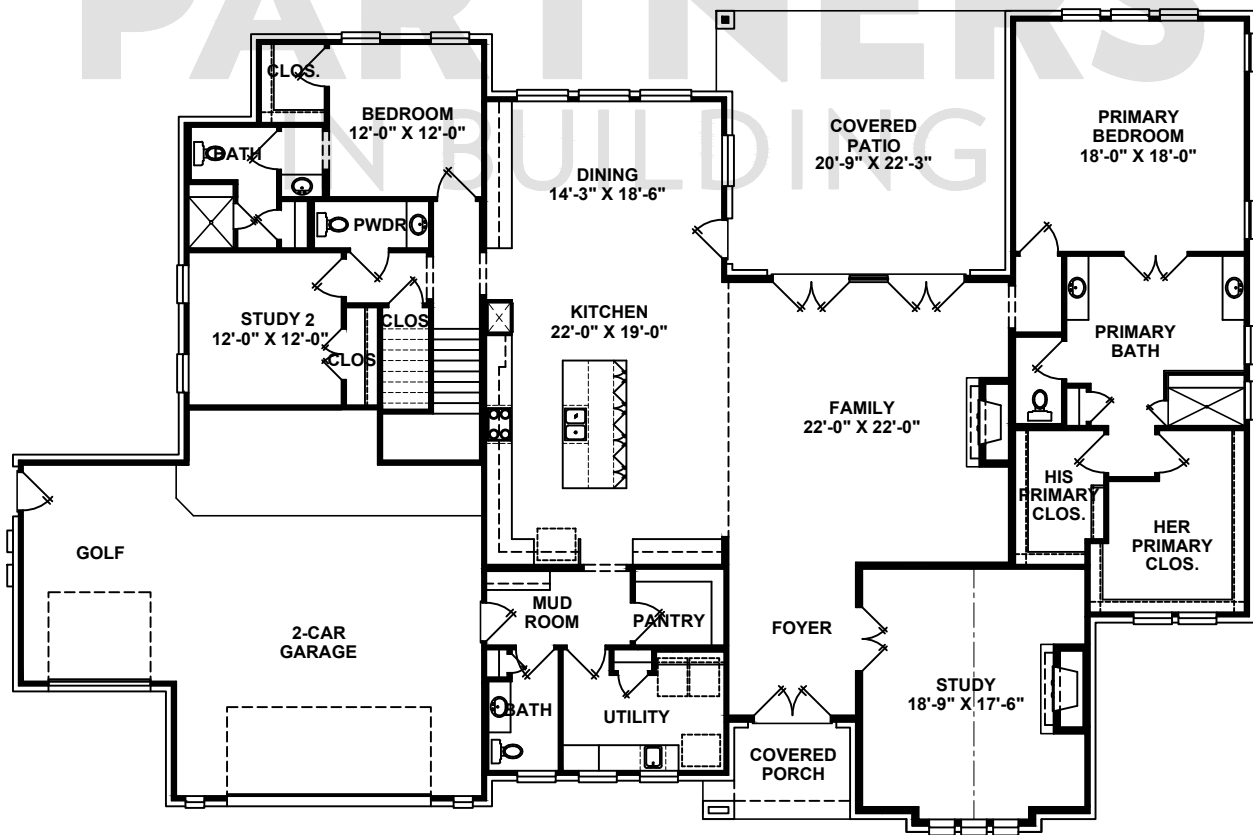 PARTNERS
IN BUILDING
CLOS.
BEDROOM
12'-0" X 12'-0"
BATH
PWDR
DINING
14'-3" X 18'-6"
COVERED
PATIO
20'-9" X 22'-3"
PRIMARY
BEDROOM
18'-0" X 18'-0"
STUDY 2
12'-0" X 12'-0"
CLOS
CLOS
KITCHEN
22'-0" X 19'-0"
PRIMARY
BATH
FAMILY
22'-0" X 22'-0"
HIS
PRIMARY
CLOS.
HER
PRIMARY
CLOS.
GOLF
2-CAR
GARAGE
MUD
ROOM
PANTRY
FOYER
STUDY
18'-9" X 17'-6"
BATH
UTILITY
COVERED
PORCH